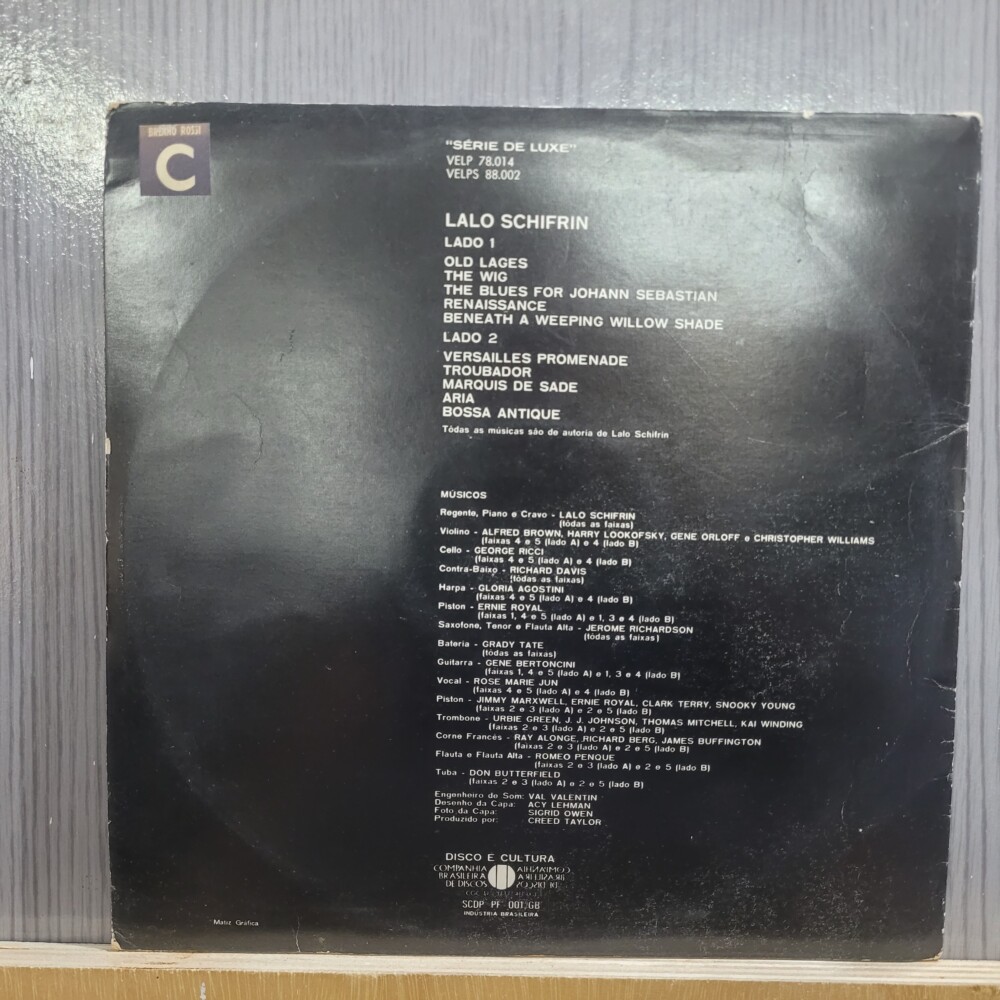 BRENNO ROSSI
C
"SÉRIE DE LUXE"
VELP 78.014
VELPS 88.002
LALO SCHIFRIN
LADO 1
OLD LAGES
THE WIG
THE BLUES FOR JOHANN SEBASTIAN
RENAISSANCE
BENEATH A WEEPING WILLOW SHADE
LADO 2
VERSAILLES PROMENADE
TROUBADOR
MARQUIS DE SADE
ARIA
BOSSA ANTIQUE
Tôdas as músicas são de autoria de Lalo Schifrin
MÚSICOS
Regente, Piano e Cravo - LALO SCHIFRIN
(tôdas as faixas)
Violino - ALFRED BROWN, HARRY LOOKOFSKY, GENE ORLOFF e CHRISTOPHER WILLIAMS
(faixas 4 e 5 (lado A) e 4 (lado B)
Cello - GEORGE RICCI
(faixas 4 e 5 (lado A) e 4 (lado B)
Contra-Baixo - RICHARD DAVIS
(tôdas as faixas)
Harpa - GLORIA AGOSTINI
(faixas 4 e 5 (lado A) e 4 (lado B)
Piston - ERNIE ROYAL
(faixas 1, 4 e 5 (lado A) e 1, 3 e 4 (lado B)
Saxofone, Tenor e Flauta Alta - JEROME RICHARDSON
(tôdas as faixas)
Bateria - GRADY TATE
(tôdas as faixas)
Guitarra - GENE BERTONCINI
(faixas 1, 4 e 5 (lado A) e 1, 3 e 4 (lado B)
Vocal - ROSE MARIE JUN
(faixas 4 e 5 (lado A) e 4 (lado B)
Piston - JIMMY MARXWELL, ERNIE ROYAL, CLARK TERRY, SNOOKY YOUNG
(faixas 2 e 3 (lado A) e 2 e 5 (lado B)
Trombone - URBIE GREEN, J. J. JOHNSON, THOMAS MITCHELL, KAI WINDING
(faixas 2 e 3 (lado A) e 2 e 5 (lado B)
Corne Francés - RAY ALONGE, RICHARD BERG, JAMES BUFFINGTON
(faixas 2 e 3 (lado A) e 2 e 5 (lado B)
Flauta e Flauta Alta - ROMEO PENQUE
(faixas 2 e 3 (lado A) e 2 e 5 (lado B)
Tuba - DON BUTTERFIELD
(faixas 2 e 3 (lado A) e 2 e 5 (lado B)
Engenheiro de Som: VAL VALENTIN
Desenho da Capa: ACY LEHMAN
Foto da Capa: SIGRID OWEN
Produzido por: CREED TAYLOR
DISCO E CULTURA
COMPANHIA
BRASILEIRA
DE DISCOS
SCDP PF 001/GB
INDÚSTRIA BRASILEIRA
Matiz Gráfica